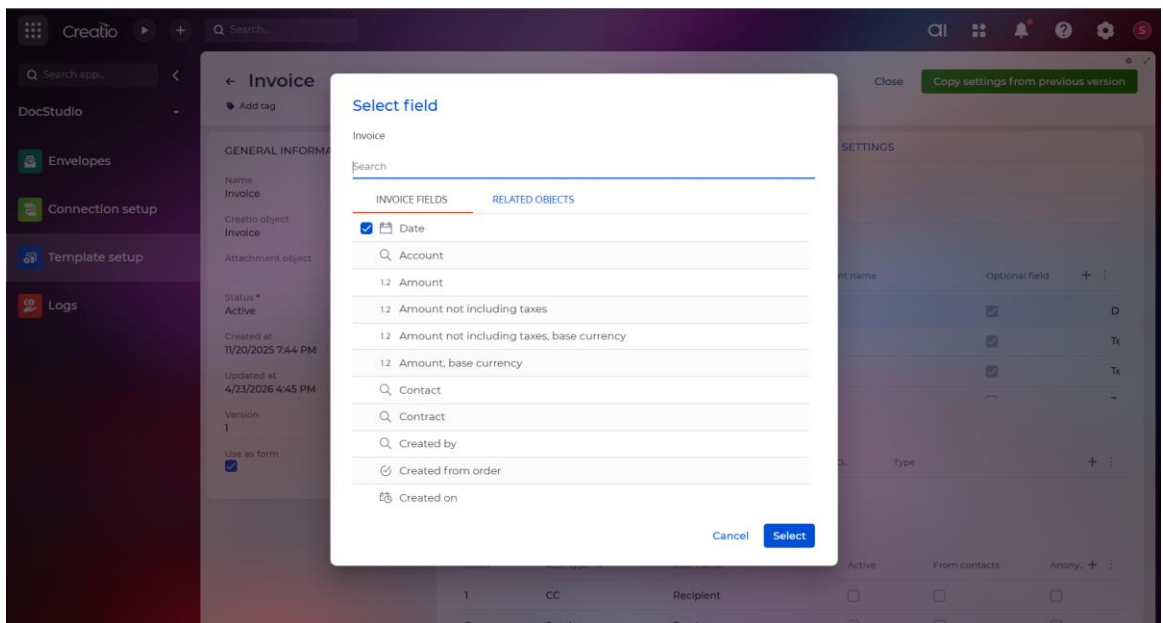 Creatio
Search...
ai
?
S
Search app...
DocStudio
Envelopes
Connection setup
Template setup
Logs
← Invoice
Add tag
Close
Copy settings from previous version
GENERAL INFORMA
SETTINGS
Name
Invoice
Creatio object
Invoice
Attachment object
Status*
Active
Created at
11/20/2025 7:44 PM
Updated at
4/23/2026 4:45 PM
Version
1
Use as form
Select field
Invoice
Search
INVOICE FIELDS RELATED OBJECTS
Date
Account
1.2 Amount
1.2 Amount not including taxes
1.2 Amount not including taxes, base currency
1.2 Amount, base currency
Contact
Contract
Created by
Created from order
Created on
Cancel Select
nt name Optional field +
D
Te
Te
Type +
Active From contacts Anony.. +
1 CC Recipient